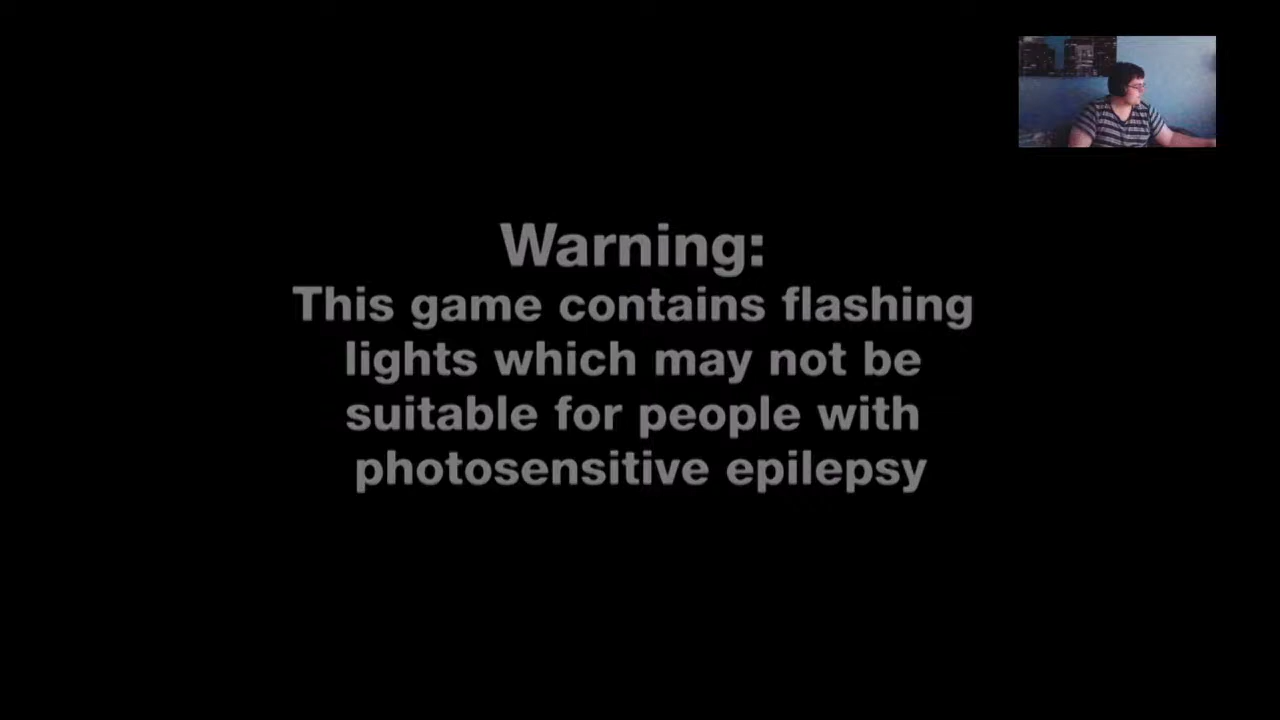 Warning:
This game contains flashing
lights which may not be
suitable for people with
photosensitive epilepsy